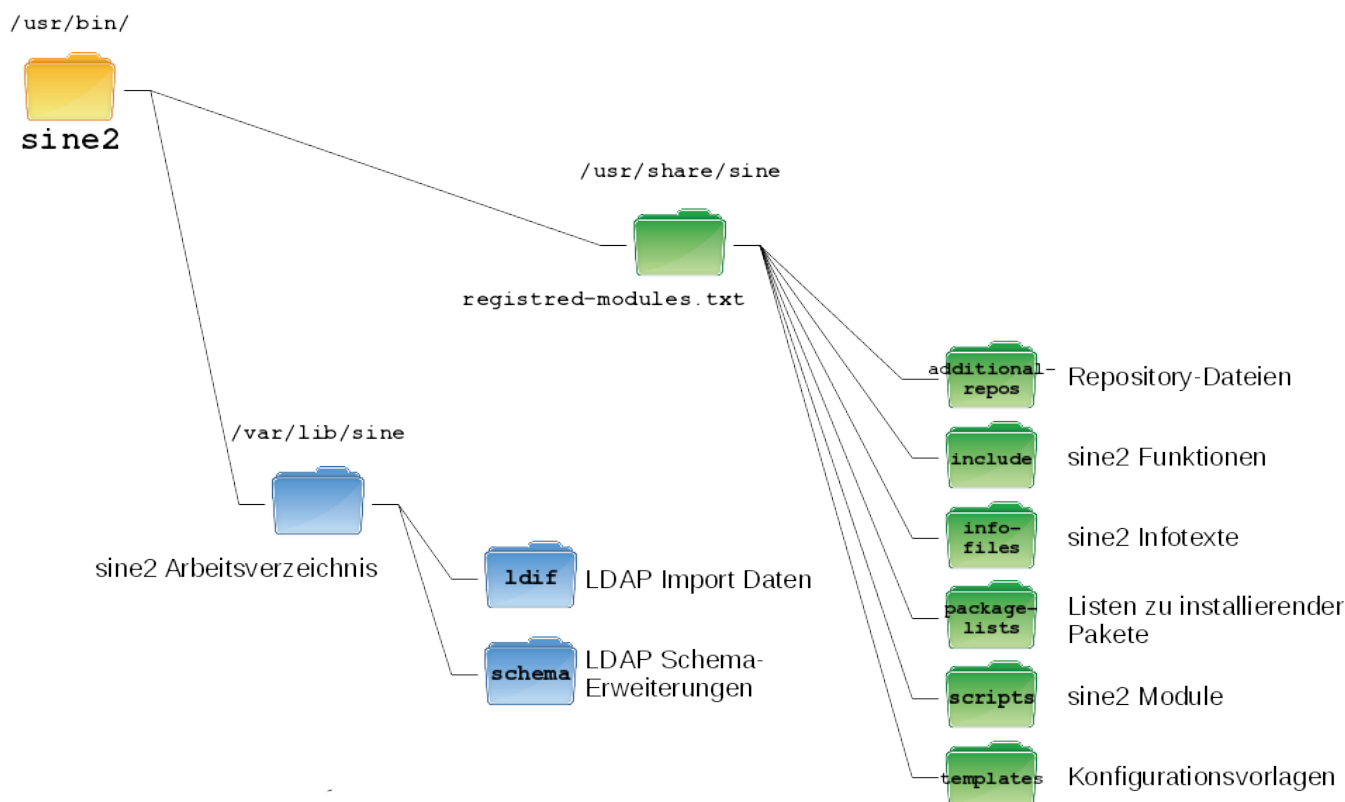 /usr/bin/
sine2
/usr/share/sine
registred-modules.txt
additional-
repos
Repository-Dateien
include
sine2 Funktionen
info-
files
sine2 Infotexte
package-
lists
Listen zu installierender
Pakete
scripts
sine2 Module
templates
Konfigurationsvorlagen
/var/lib/sine
sine2 Arbeitsverzeichnis
ldif
LDAP Import Daten
schema
LDAP Schema-
Erweiterungen